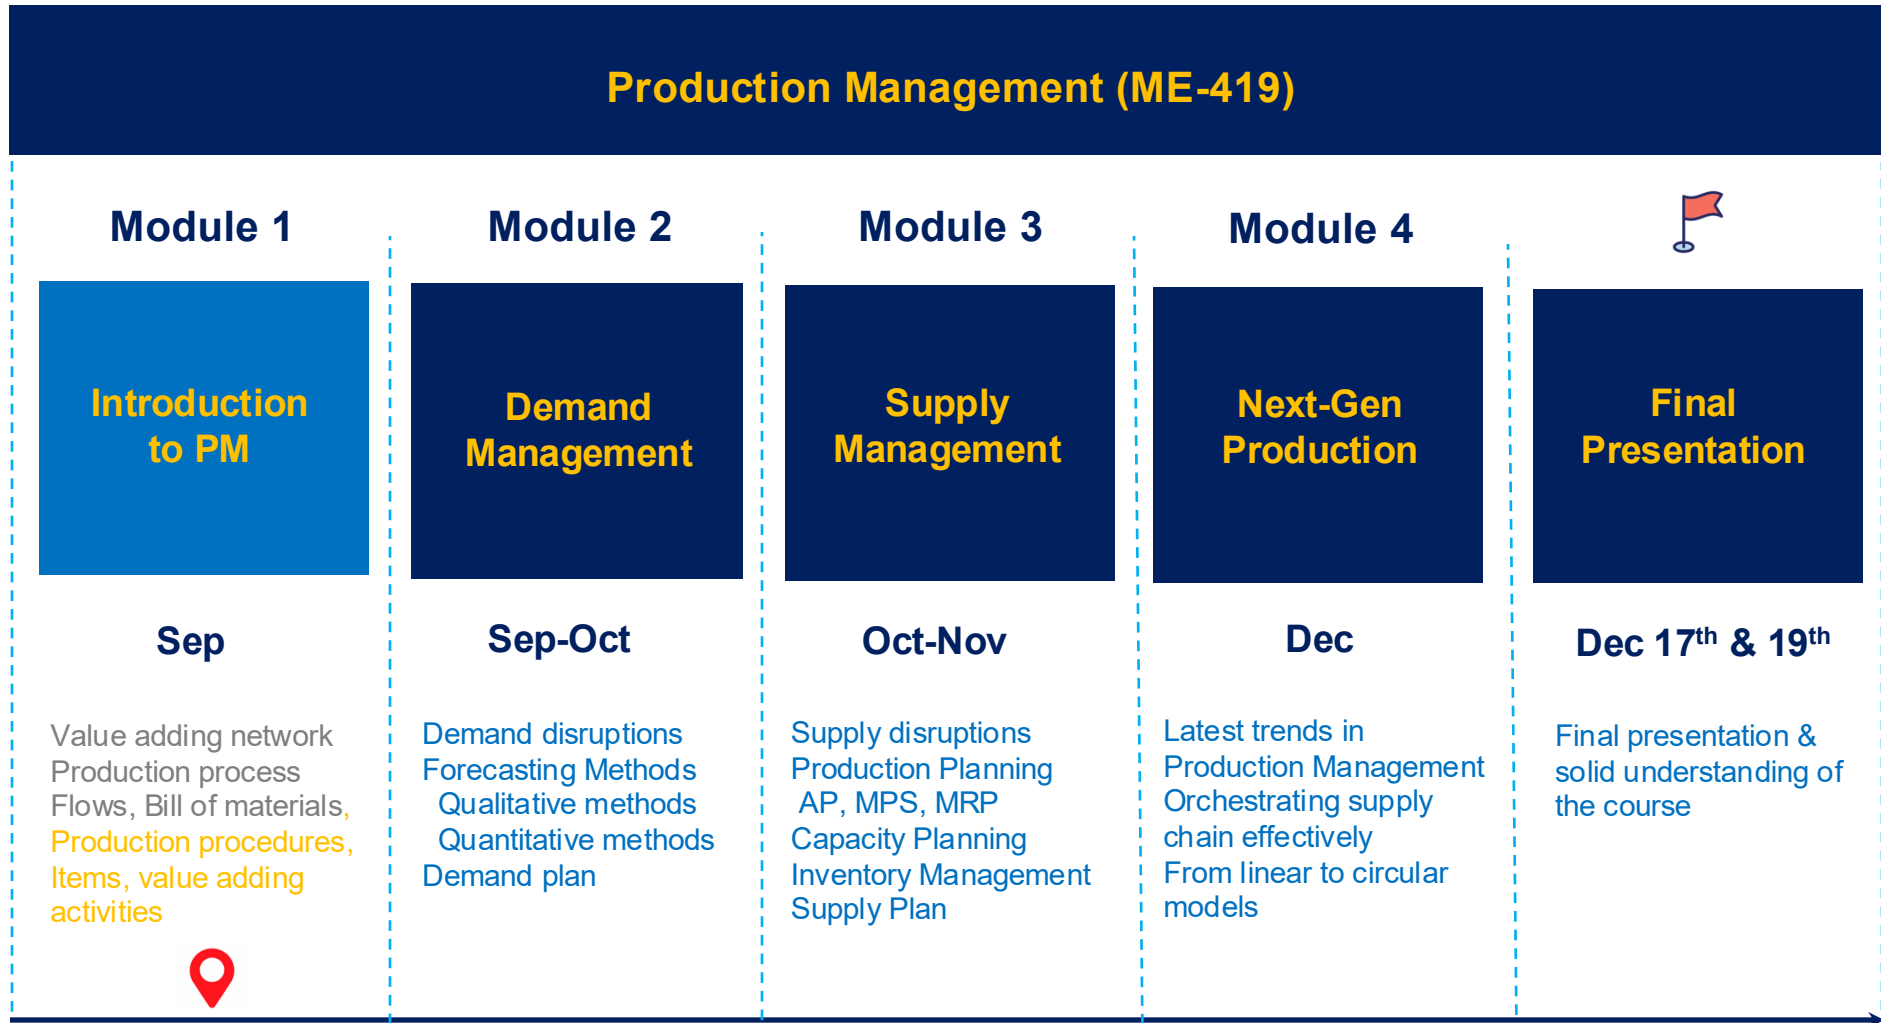 Production Management (ME-419)
Module 1
Introduction
to PM
Sep
Value adding network
Production process
Flows, Bill of materials,
Production procedures,
Items, value adding
activities
Module 2
Demand
Management
Sep-Oct
Demand disruptions
Forecasting Methods
Qualitative methods
Quantitative methods
Demand plan
Module 3
Supply
Management
Oct-Nov
Supply disruptions
Production Planning
AP, MPS, MRP
Capacity Planning
Inventory Management
Supply Plan
Module 4
Next-Gen
Production
Dec
Latest trends in
Production Management
Orchestrating supply
chain effectively
From linear to circular
models
Final
Presentation
Dec 17th & 19th
Final presentation &
solid understanding of
the course